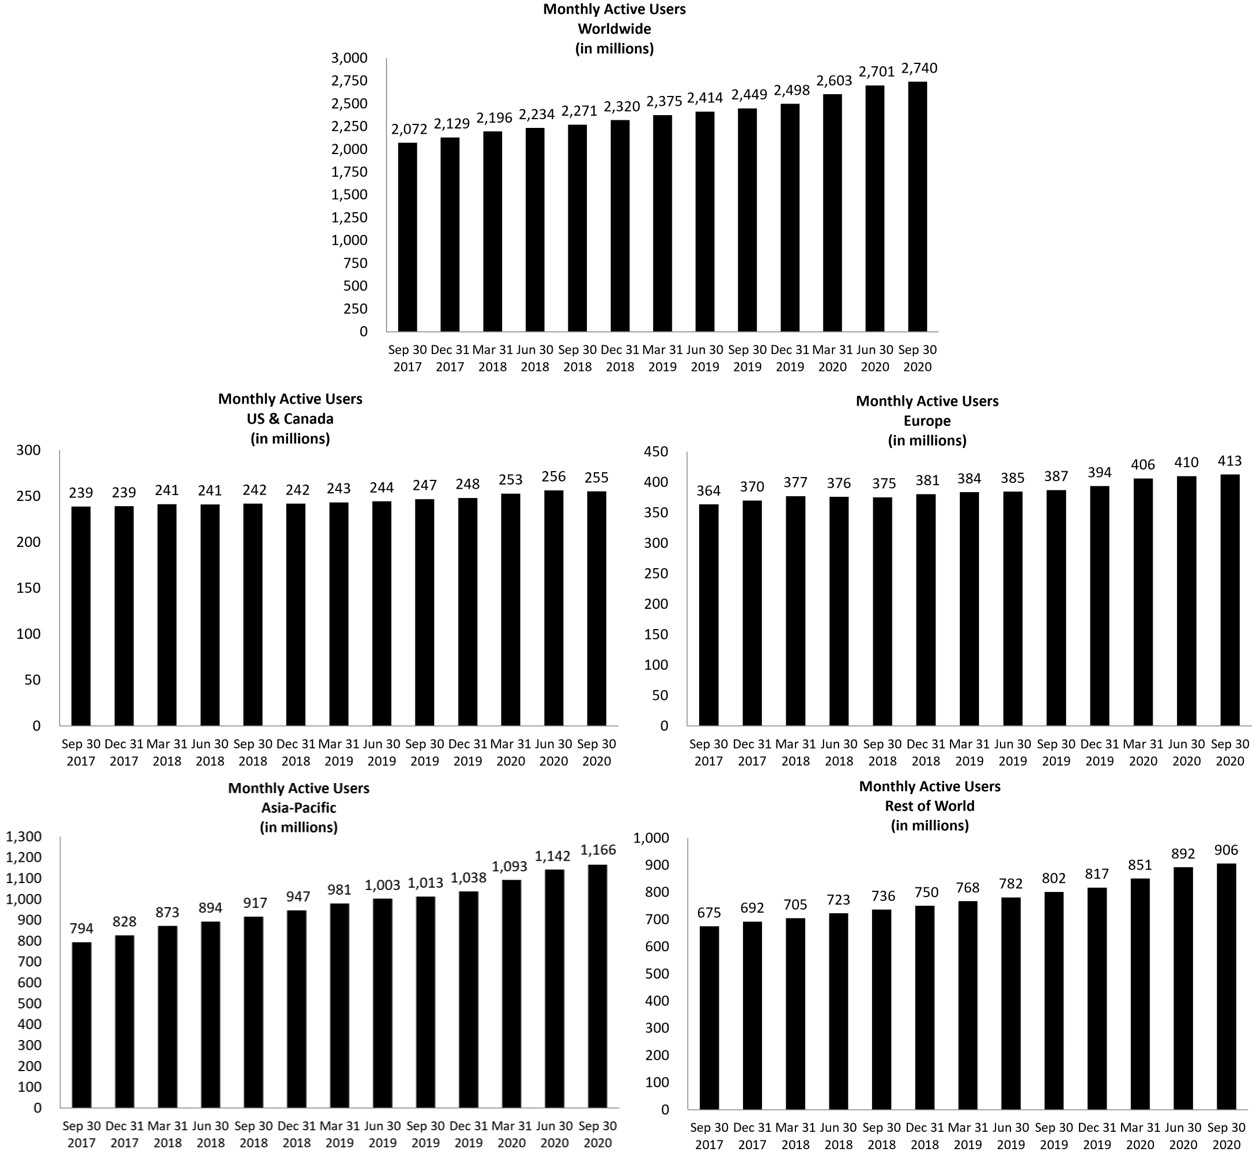 Monthly Active Users
Worldwide
(in millions)
3,000
2,750
2,500
2,250
2,000
1,750
1,500
1,250
1,000
750
500
250
0
2,072 2,129 2,196 2,234 2,271 2,320 2,375 2,414 2,449 2,498 2,603 2,701 2,740
Sep 30 Dec 31 Mar 31 Jun 30 Sep 30 Dec 31 Mar 31 Jun 30 Sep 30 Dec 31 Mar 31 Jun 30 Sep 30
2017 2017 2018 2018 2018 2018 2019 2019 2019 2019 2020 2020 2020
Monthly Active Users
US & Canada
(in millions)
300
250
200
150
100
50
0
239 239 241 241 242 242 243 244 247 248 253 256 255
Sep 30 Dec 31 Mar 31 Jun 30 Sep 30 Dec 31 Mar 31 Jun 30 Sep 30 Dec 31 Mar 31 Jun 30 Sep 30
2017 2017 2018 2018 2018 2018 2019 2019 2019 2019 2020 2020 2020
Monthly Active Users
Europe
(in millions)
450
400
350
300
250
200
150
100
50
0
364 370 377 376 375 381 384 385 387 394 406 410 413
Sep 30 Dec 31 Mar 31 Jun 30 Sep 30 Dec 31 Mar 31 Jun 30 Sep 30 Dec 31 Mar 31 Jun 30 Sep 30
2017 2017 2018 2018 2018 2018 2019 2019 2019 2019 2020 2020 2020
Monthly Active Users
Asia-Pacific
(in millions)
1,300
1,200
1,100
1,000
900
800
700
600
500
400
300
200
100
0
794 828 873 894 917 947 981 1,003 1,013 1,038 1,093 1,142 1,166
Sep 30 Dec 31 Mar 31 Jun 30 Sep 30 Dec 31 Mar 31 Jun 30 Sep 30 Dec 31 Mar 31 Jun 30 Sep 30
2017 2017 2018 2018 2018 2018 2019 2019 2019 2019 2020 2020 2020
Monthly Active Users
Rest of World
(in millions)
1,000
900
800
700
600
500
400
300
200
100
0
675 692 705 723 736 750 768 782 802 817 851 892 906
Sep 30 Dec 31 Mar 31 Jun 30 Sep 30 Dec 31 Mar 31 Jun 30 Sep 30 Dec 31 Mar 31 Jun 30 Sep 30
2017 2017 2018 2018 2018 2018 2019 2019 2019 2019 2020 2020 2020